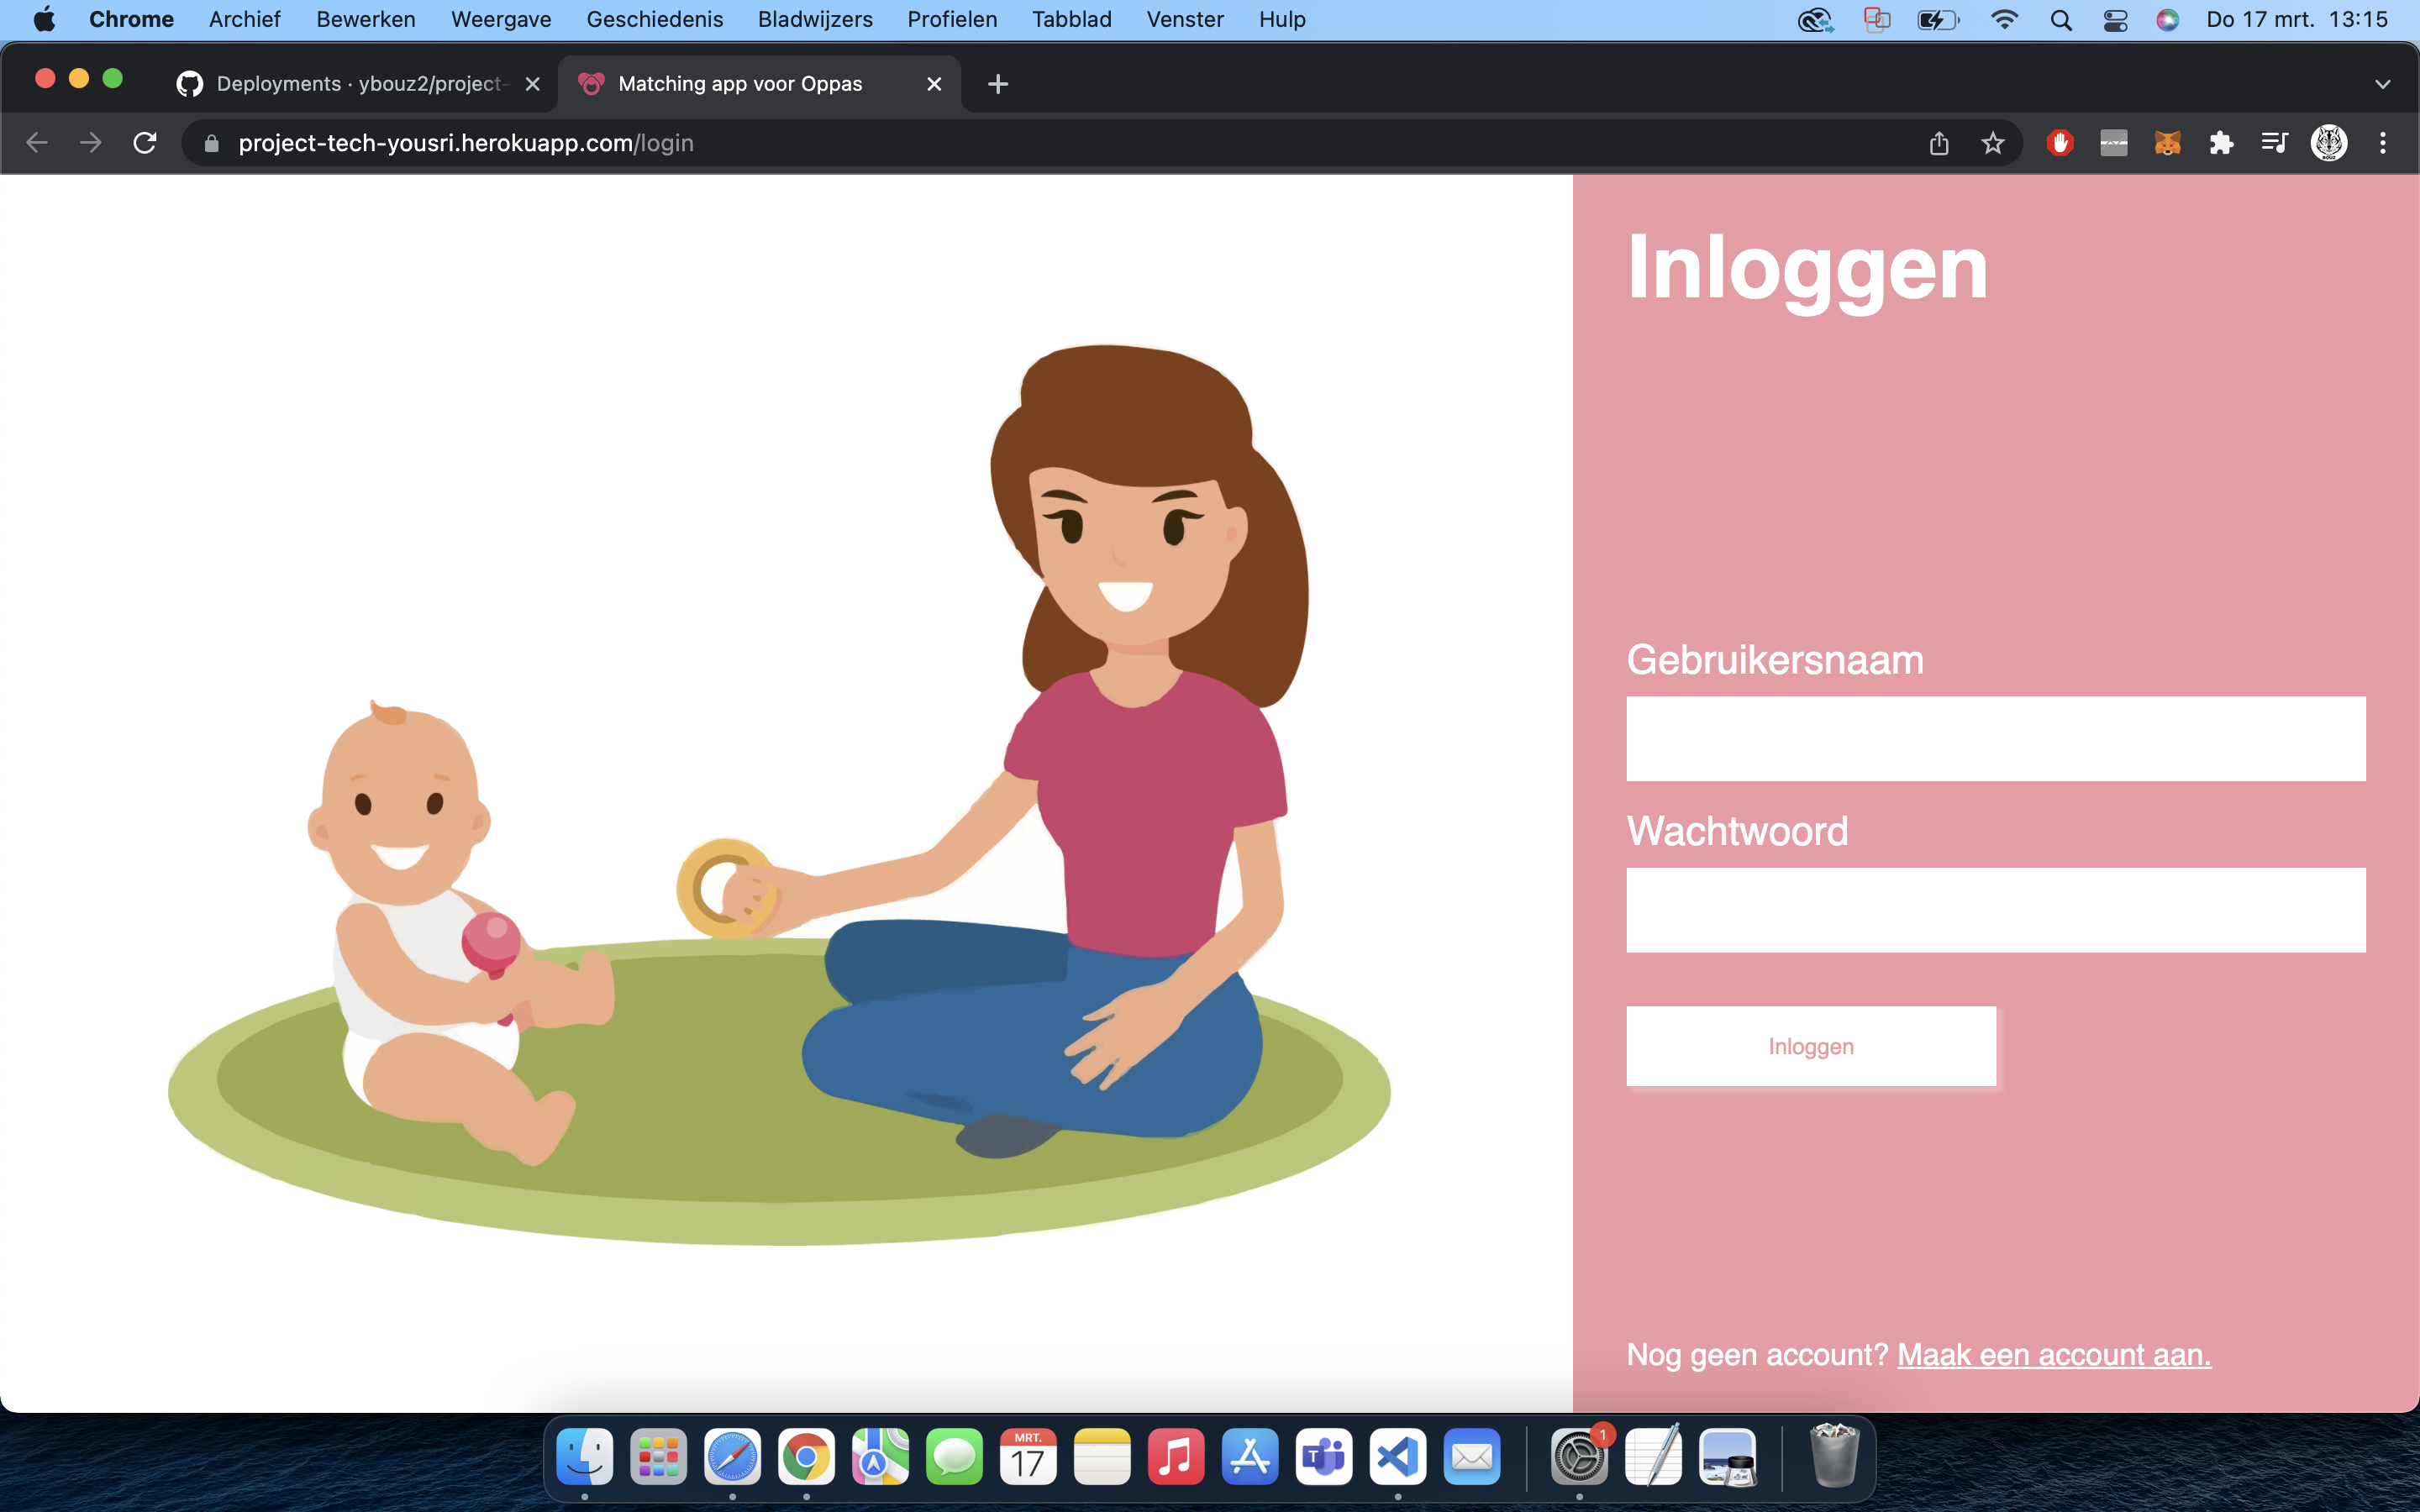 Chrome Archief Bewerken Weergave Geschiedenis Bladwijzers Profielen Tabblad Venster Hulp Do 17 mrt. 13:15
Deployments · ybouz2/project- Matching app voor Oppas
project-tech-yousri.herokuapp.com/login
Inloggen
Gebruikersnaam
Wachtwoord
Inloggen
Nog geen account? Maak een account aan.
MRT.
17
T
1